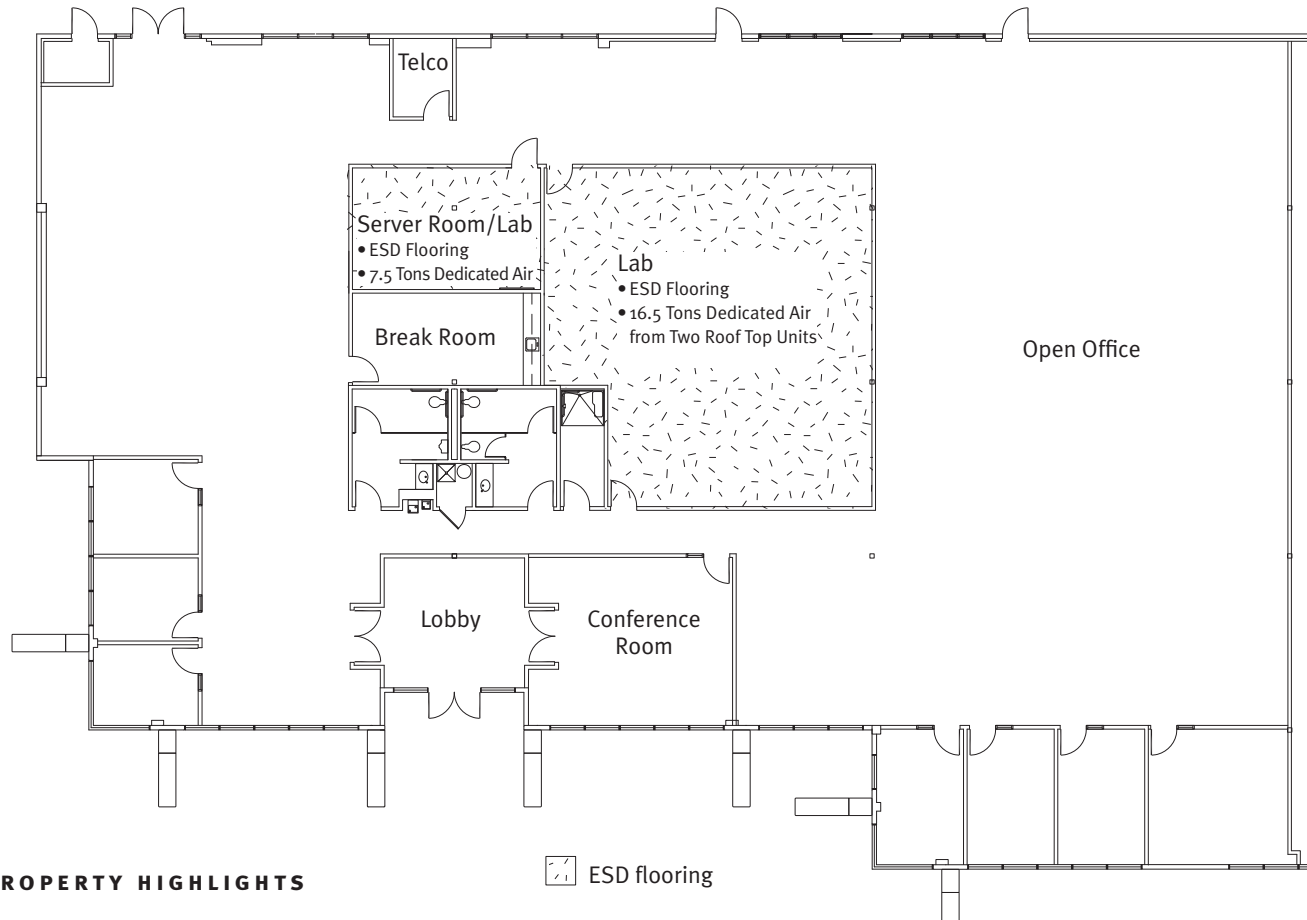 Telco
Server Room/Lab
• ESD Flooring
• 7.5 Tons Dedicated Air
Lab
• ESD Flooring
• 16.5 Tons Dedicated Air
from Two Roof Top Units
Break Room
Open Office
Lobby
Conference
Room
ROPERTY HIGHLIGHTS
ESD flooring